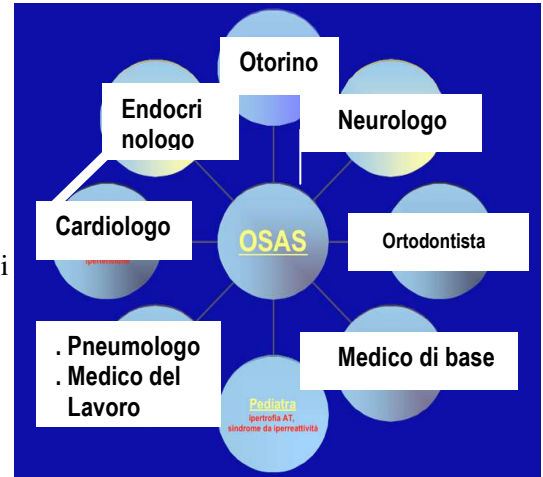 Otorino
Endocri
nologo
Neurologo
Cardiologo
ipertensione
OSAS
Ortodontista
i
. Pneumologo
. Medico del
Lavoro
Medico di base
Pediatra
ipertrofia AT,
sindrome da iperreattività